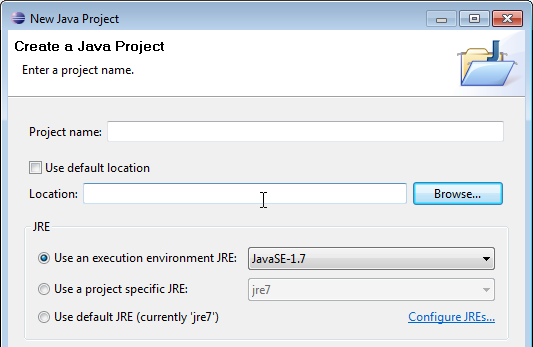 New Java Project
Create a Java Project
Enter a project name.
Project name:
Use default location
Location:
Browse...
JRE
Use an execution environment JRE:
JavaSE-1.7
Use a project specific JRE:
jre7
Use default JRE (currently 'jre7')
Configure JREs...